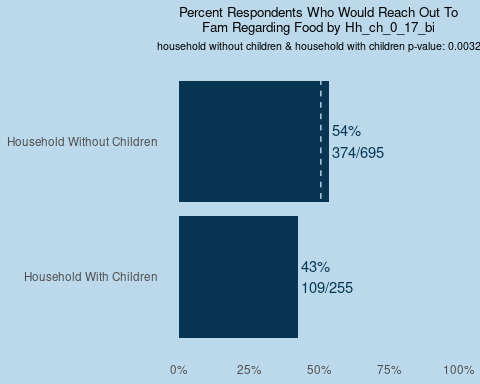 Percent Respondents Who Would Reach Out To
Fam Regarding Food by Hh_ch_0_17_bi
household without children & household with children p-value: 0.0032
Household Without Children
54%
374/695
Household With Children
43%
109/255
0% 25% 50% 75% 100%